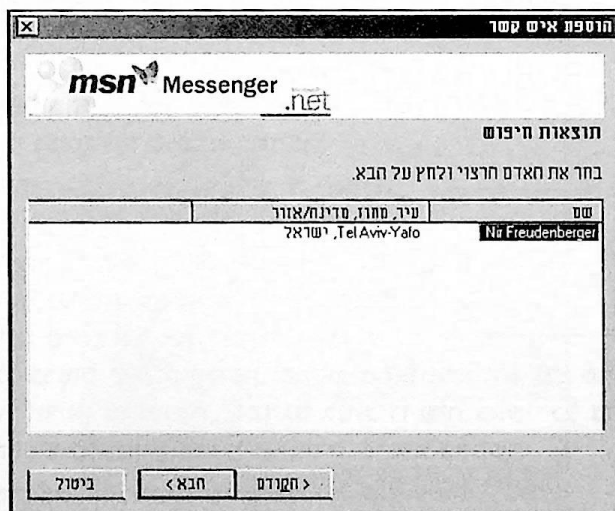 הוספת איש קשר
msn Messenger
.net
תוצאות חיפוש
בחר את האדם הרצוי ולחץ על הבא.
שם עיר, מחוז, מדינה/אזור
Nir Freudenberger Tel Aviv-Yafo, ישראל
< הקודם הבא > ביטול